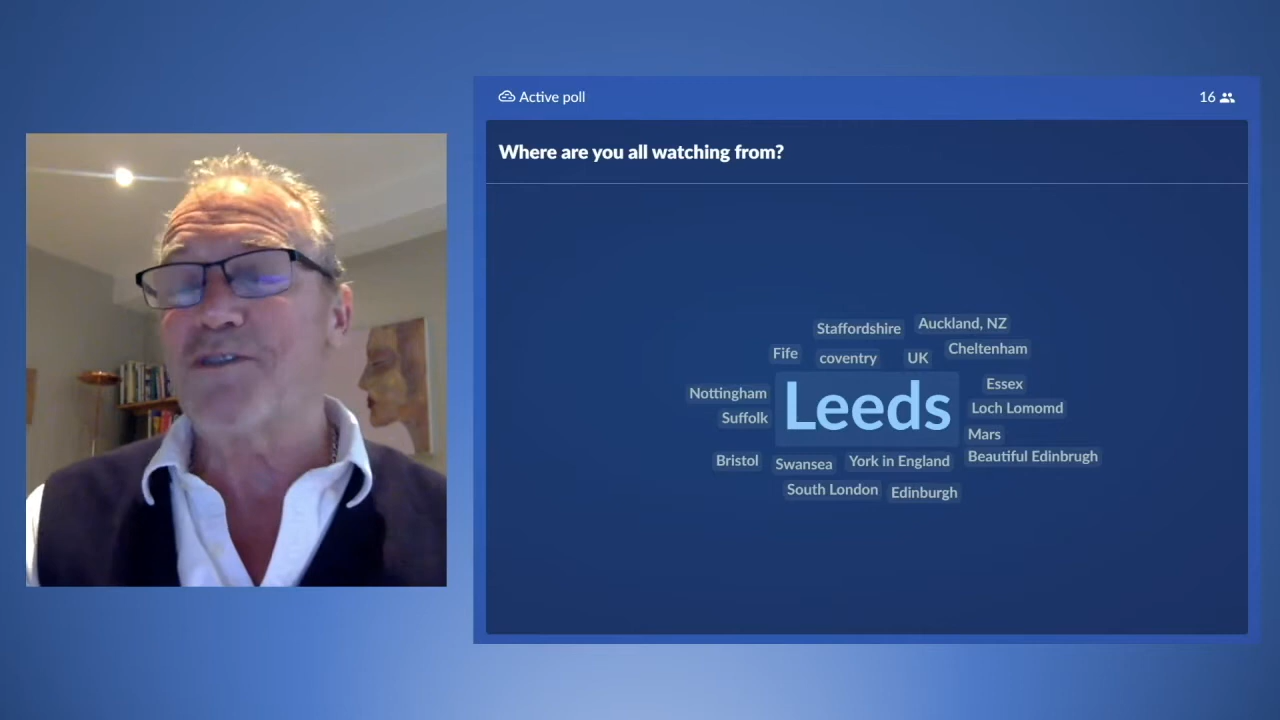 Active poll
16
Where are you all watching from?
Staffordshire
Auckland, NZ
Fife
coventry
UK
Cheltenham
Nottingham
Leeds
Essex
Suffolk
Loch Lomomd
Mars
Bristol
Swansea
York in England
Beautiful Edinbrugh
South London
Edinburgh